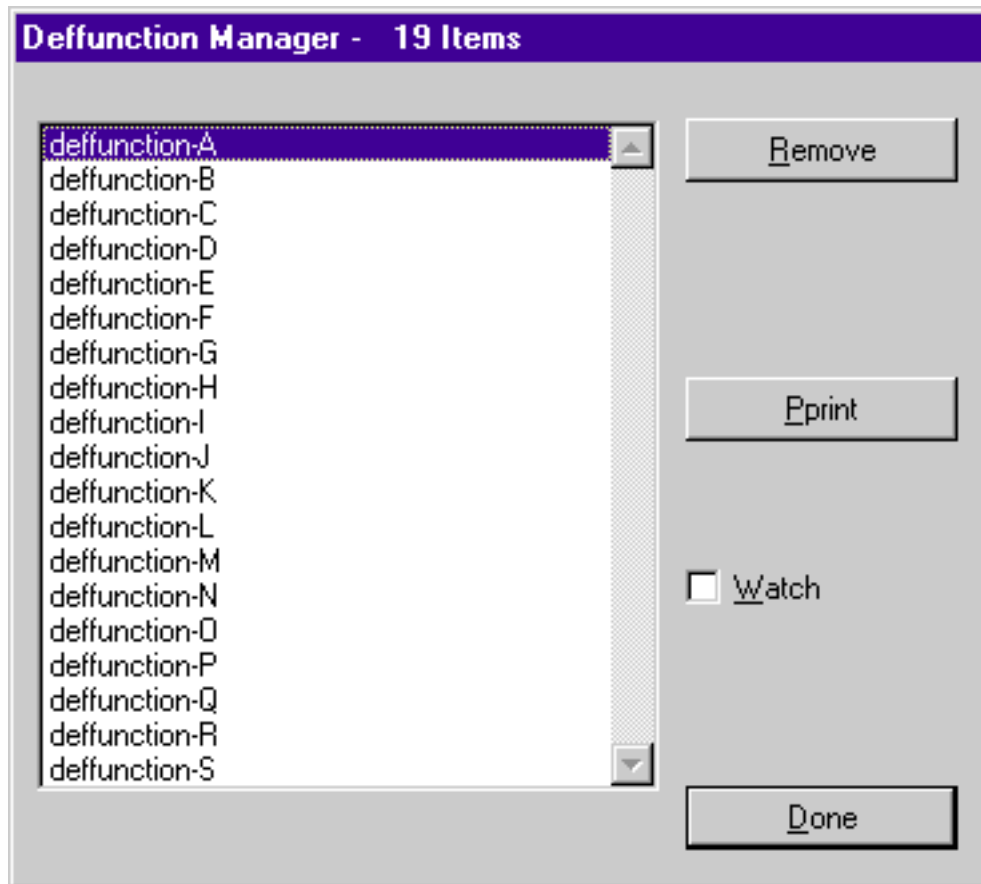 Deffunction Manager -   19 Items
deffunction-A
deffunction-B
deffunction-C
deffunction-D
deffunction-E
deffunction-F
deffunction-G
deffunction-H
deffunction-I
deffunction-J
deffunction-K
deffunction-L
deffunction-M
deffunction-N
deffunction-O
deffunction-P
deffunction-Q
deffunction-R
deffunction-S
Remove
Pprint
Watch
Done